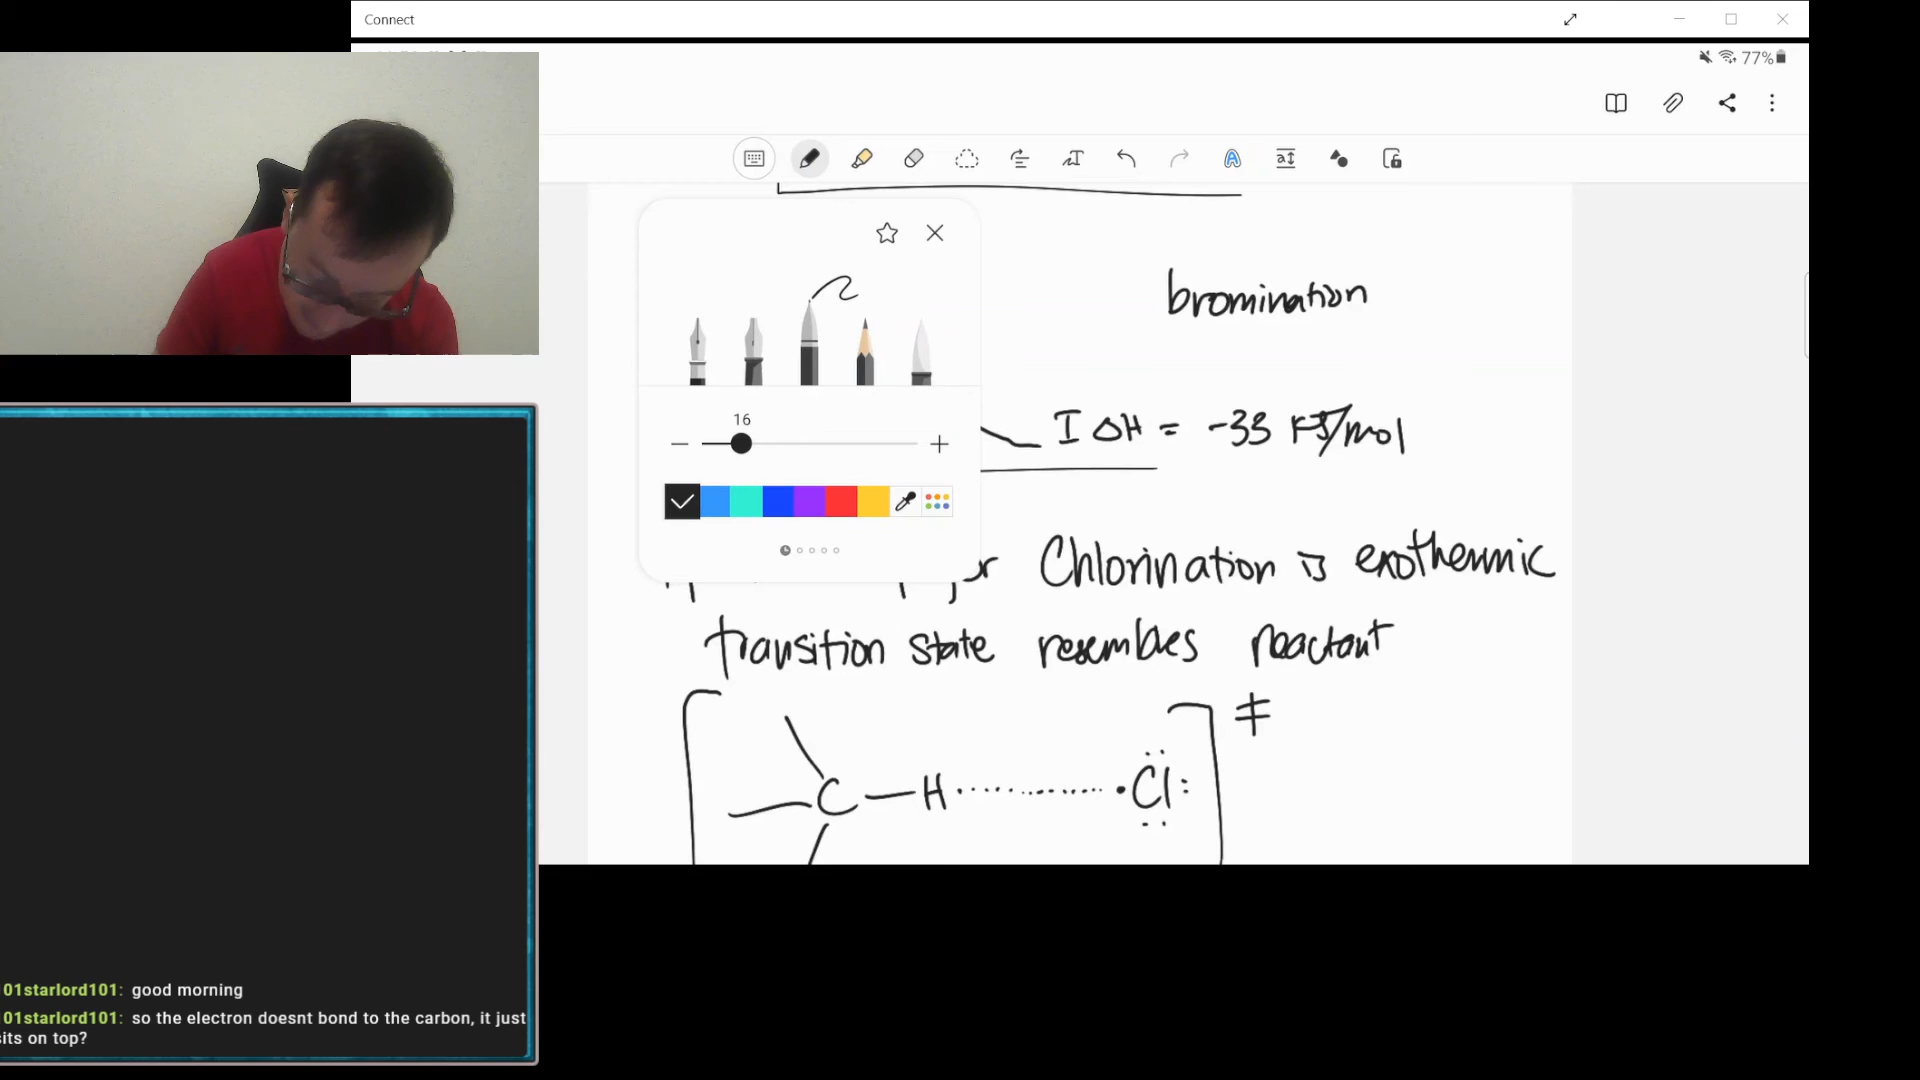 Connect
77%
16
bromination
I ΔH = -33 KJ/mol
Chlorination is exothermic
transition state resembles reactant
≠
C — H ........... · Cl :
01starlord101: good morning
01starlord101: so the electron doesnt bond to the carbon, it just
sits on top?